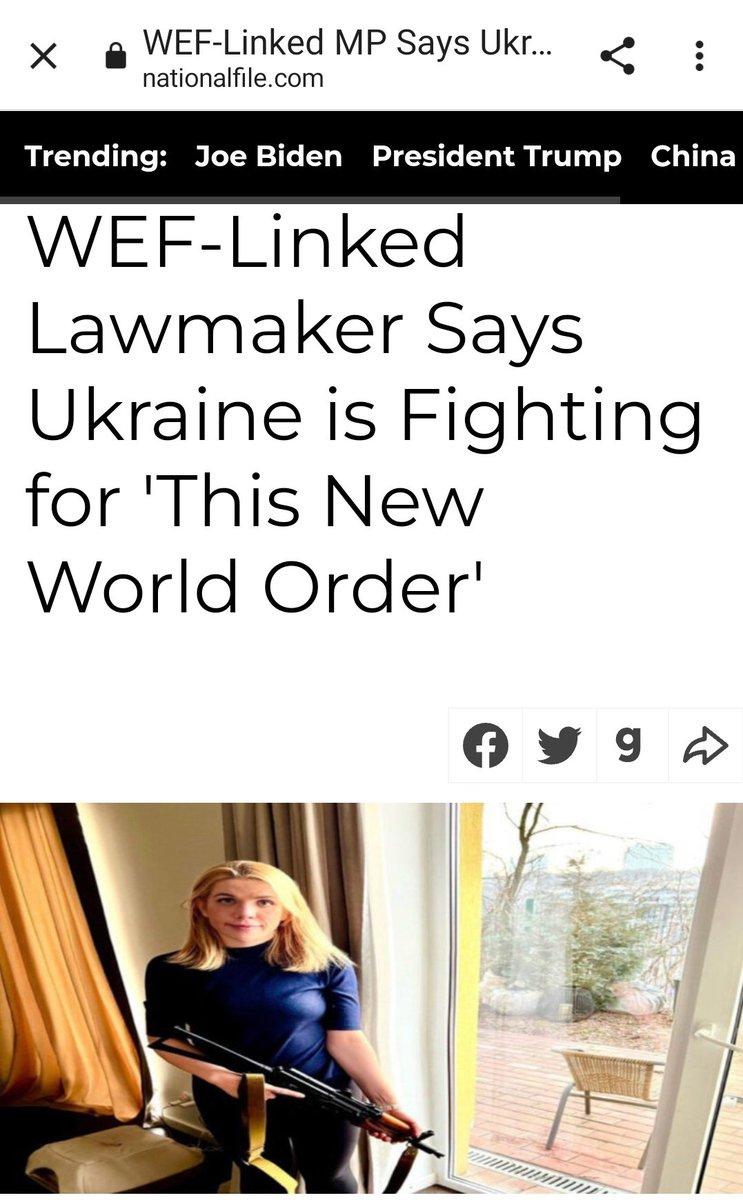 WEF-Linked MP Says Ukr...
nationalfile.com
Trending: Joe Biden President Trump China
WEF-Linked
Lawmaker Says
Ukraine is Fighting
for 'This New
World Order'